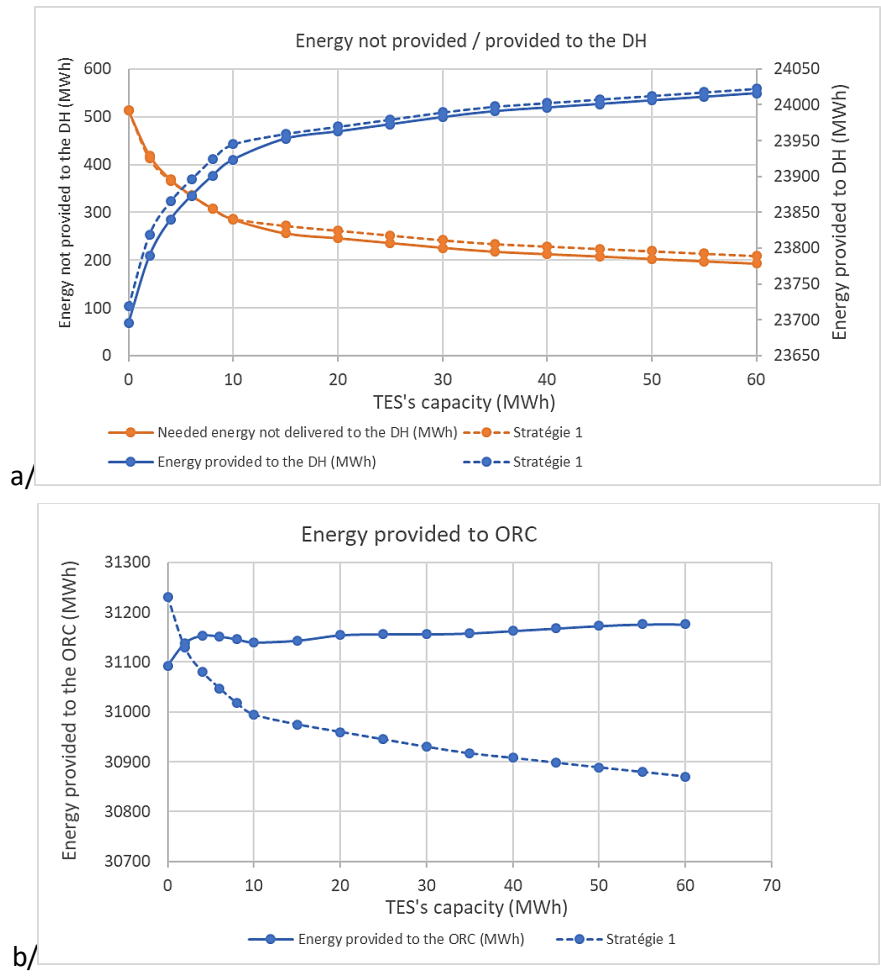 Energy not provided / provided to the DH
Energy not provided to the DH (MWh)
600
500
400
300
200
100
0
24050
24000
23950
23900
23850
23800
23750
23700
23650
Energy provided to DH (MWh)
0 10 20 30 40 50 60
TES's capacity (MWh)
Needed energy not delivered to the DH (MWh) Stratégie 1
Energy provided to the DH (MWh) Stratégie 1
a/
Energy provided to ORC
Energy provided to the ORC (MWh)
31300
31200
31100
31000
30900
30800
30700
0 10 20 30 40 50 60 70
TES's capacity (MWh)
Energy provided to the ORC (MWh) Stratégie 1
b/